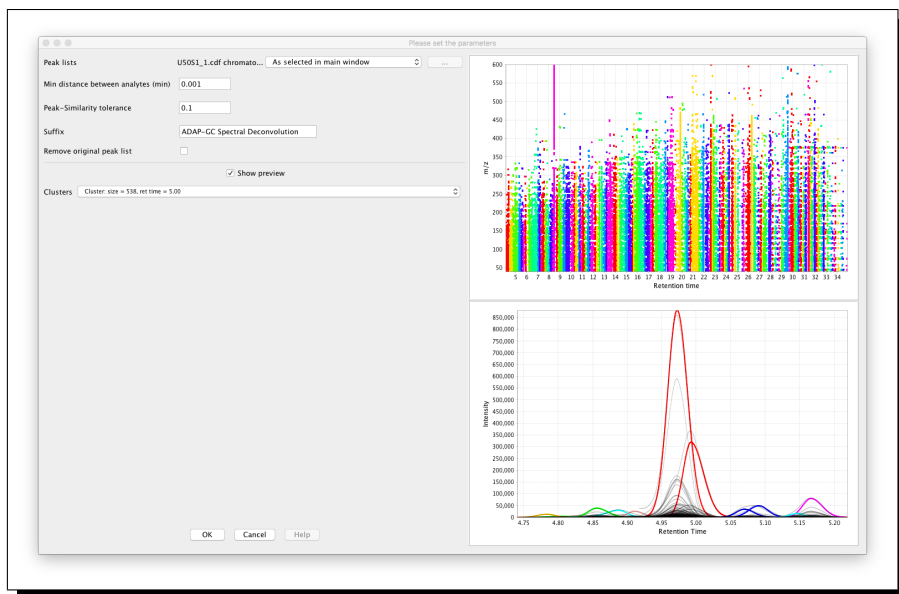 Please set the parameters
Peak lists U50S1_1.cdf chromato... As selected in main window ...
Min distance between analytes (min) 0.001
Peak-Similarity tolerance 0.1
Suffix ADAP-GC Spectral Deconvolution
Remove original peak list
Show preview
Clusters Cluster: size = 538, ret time = 5.00
OK Cancel Help
m/z
600
550
500
450
400
350
300
250
200
150
100
50
5 6 7 8 9 10 11 12 13 14 15 16 17 18 19 20 21 22 23 24 25 26 27 28 29 30 31 32 33 34
Retention time
Intensity
850,000
800,000
750,000
700,000
650,000
600,000
550,000
500,000
450,000
400,000
350,000
300,000
250,000
200,000
150,000
100,000
50,000
0
4.75 4.80 4.85 4.90 4.95 5.00 5.05 5.10 5.15 5.20
Retention Time